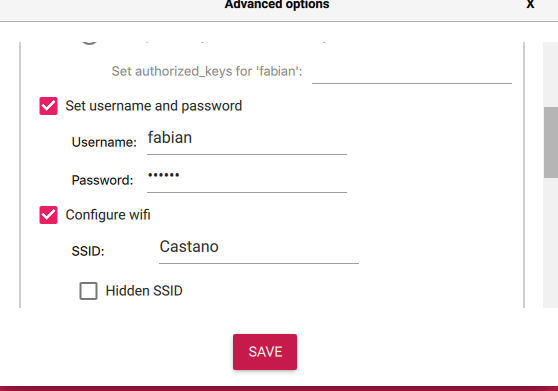 Advanced options
X
Set authorized_keys for 'fabian':
Set username and password
Username: fabian
Password: ••••••
Configure wifi
SSID: Castano
Hidden SSID
SAVE